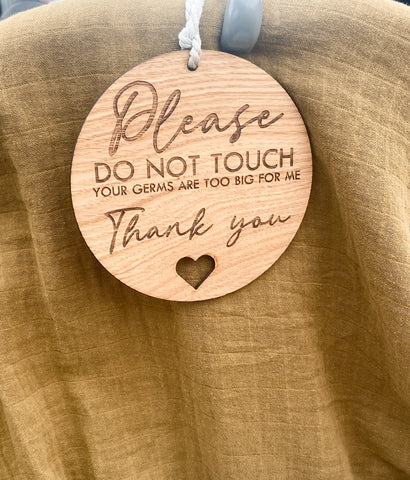 Please
DO NOT TOUCH
YOUR GERMS ARE TOO BIG FOR ME
Thank you